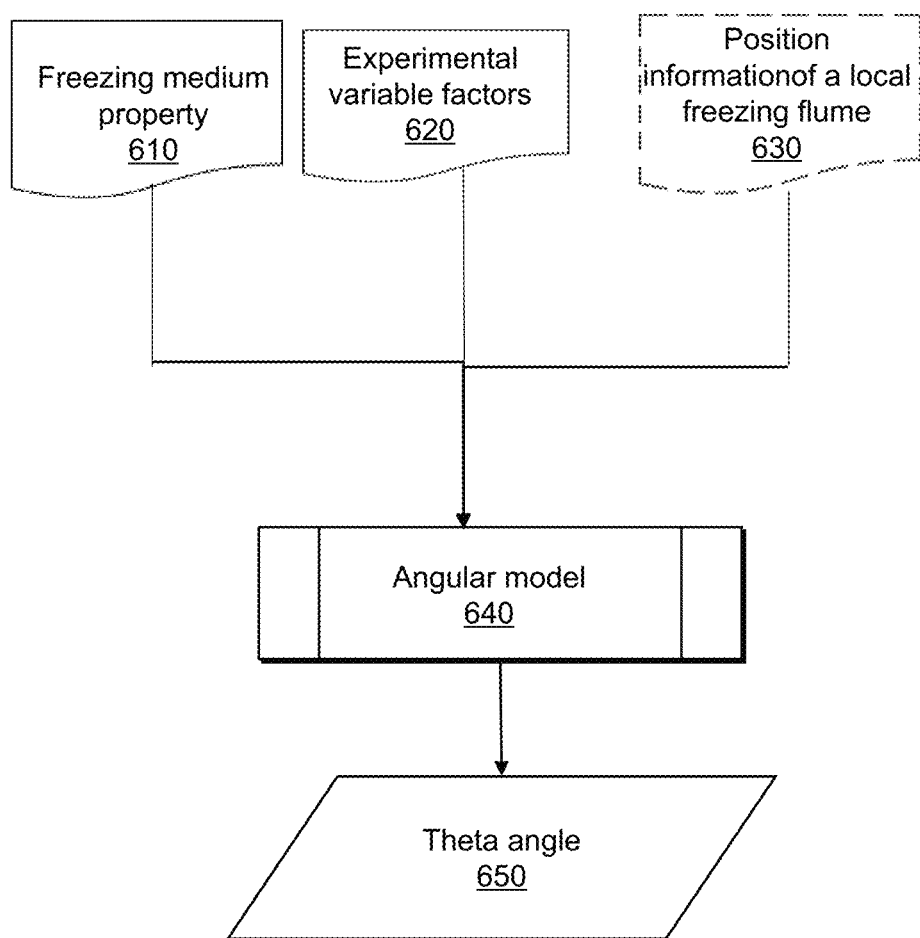 Freezing medium
property
610
Experimental
variable factors
620
Position
informationof a local
freezing flume
630
Angular model
640
Theta angle
650